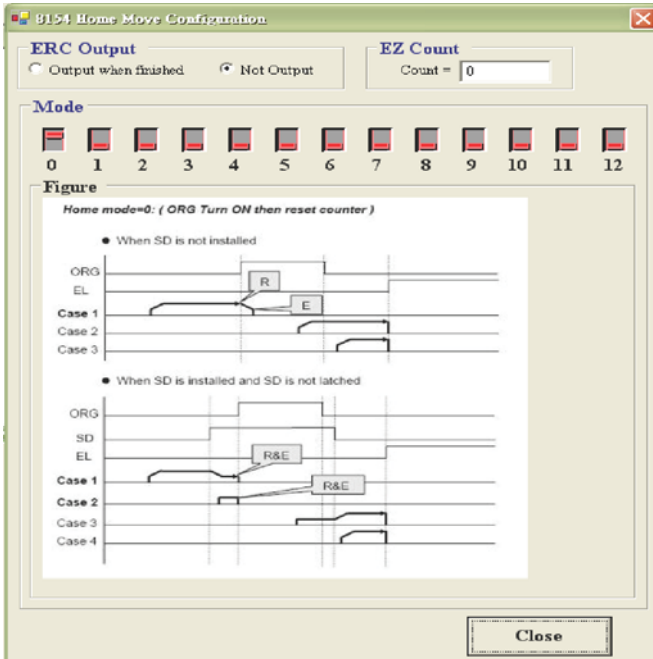 8154 Home Move Configuration
ERC Output
Output when finished
Not Output
EZ Count
Count = 0
Mode
0 1 2 3 4 5 6 7 8 9 10 11 12
Figure
Home mode=0: ( ORG Turn ON then reset counter )
● When SD is not installed
ORG
R
EL
E
Case 1
Case 2
Case 3
● When SD is installed and SD is not latched
ORG
SD
EL
R&E
Case 1
R&E
Case 2
Case 3
Case 4
Close